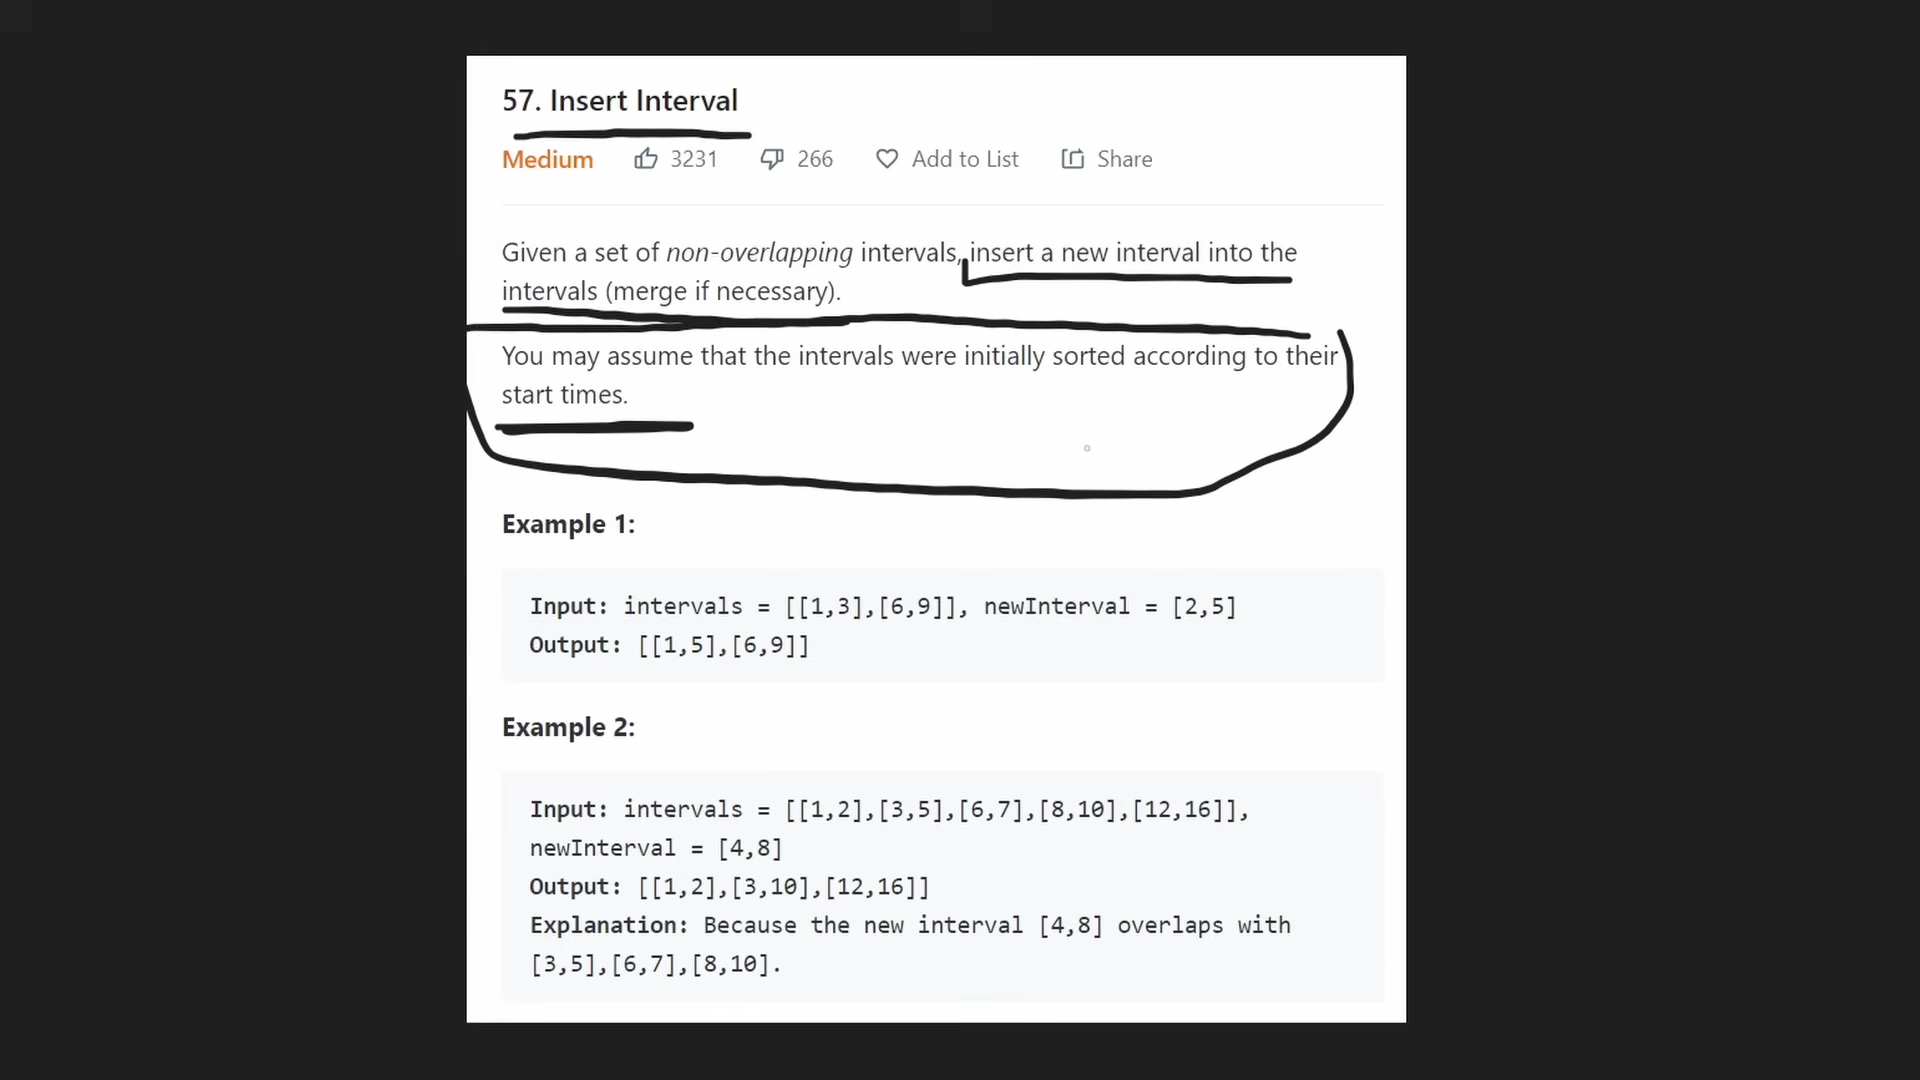 57. Insert Interval
Medium 3231 266 Add to List Share
Given a set of non-overlapping intervals, insert a new interval into the
intervals (merge if necessary).
You may assume that the intervals were initially sorted according to their
start times.
Example 1:
Input: intervals = [[1,3],[6,9]], newInterval = [2,5]
Output: [[1,5],[6,9]]
Example 2:
Input: intervals = [[1,2],[3,5],[6,7],[8,10],[12,16]],
newInterval = [4,8]
Output: [[1,2],[3,10],[12,16]]
Explanation: Because the new interval [4,8] overlaps with
[3,5],[6,7],[8,10].